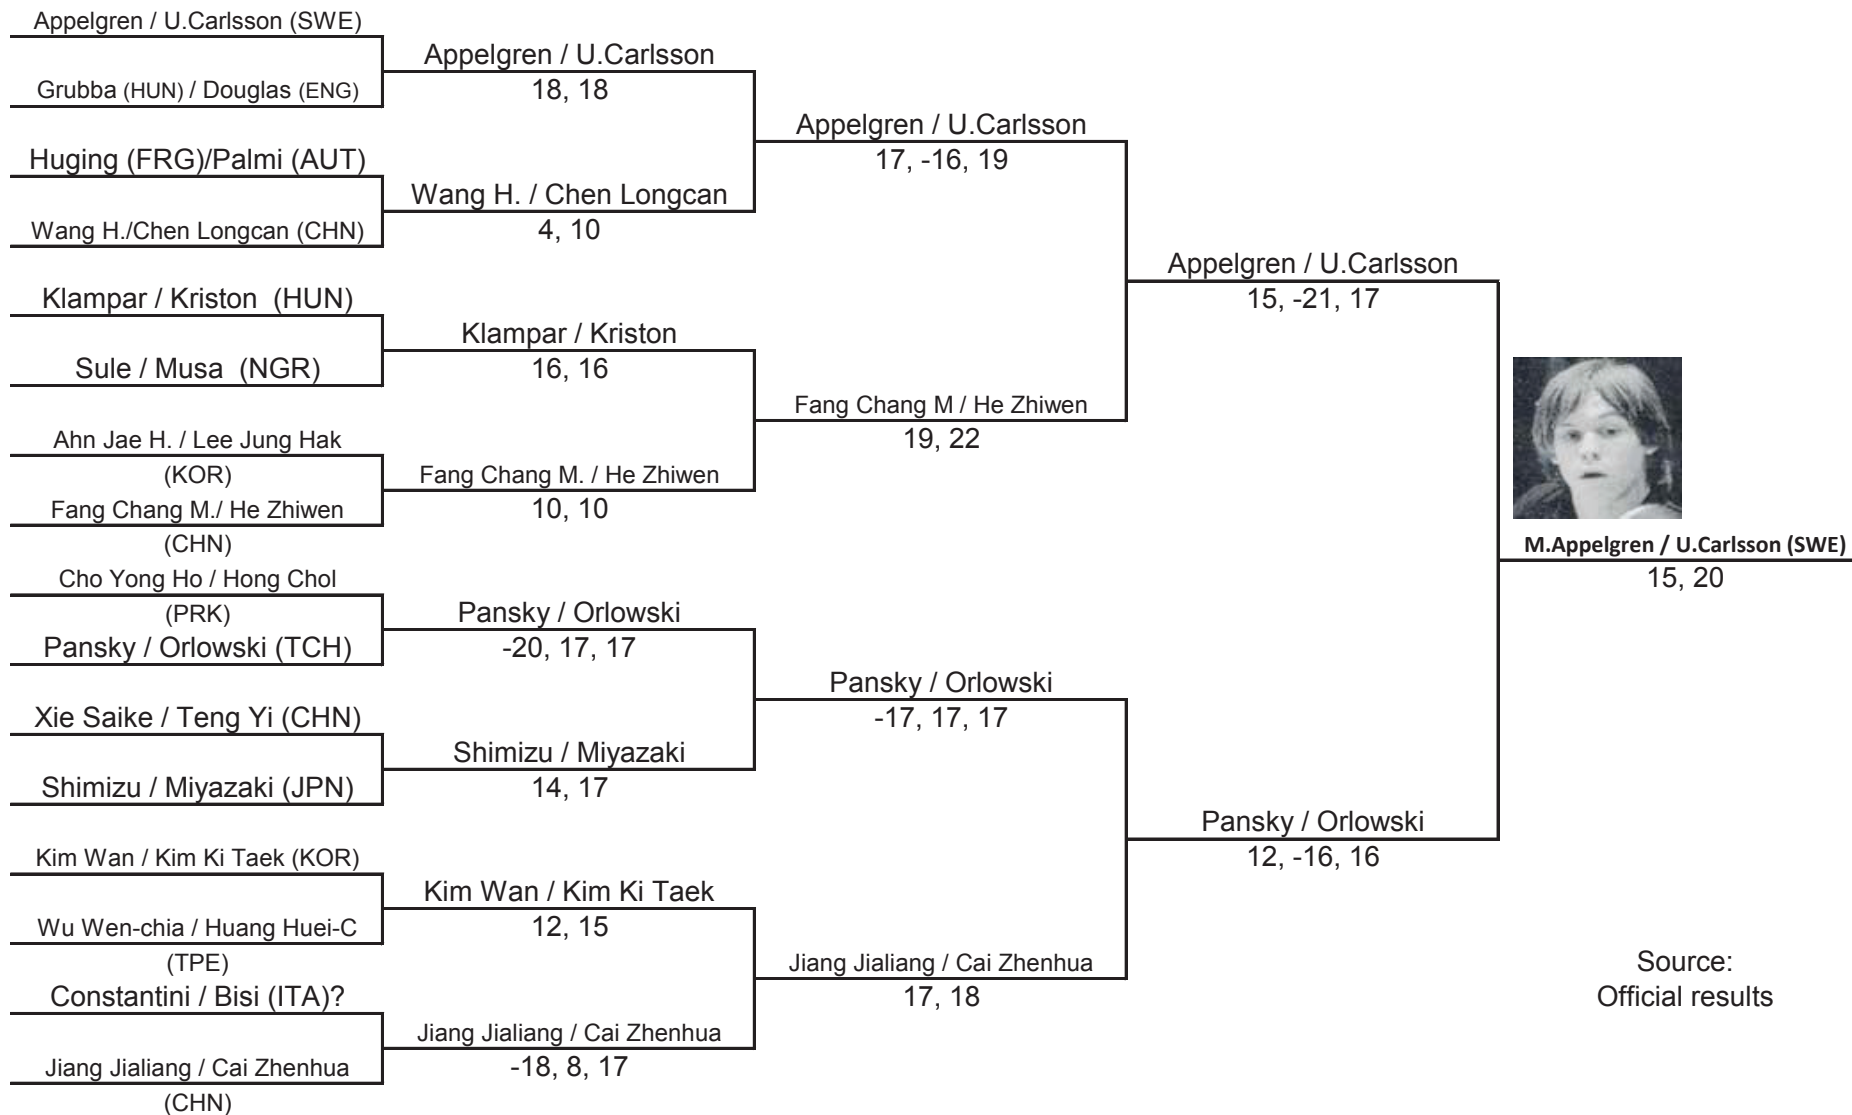 Appelgren / U.Carlsson (SWE)
Grubba (HUN) / Douglas (ENG)
Huging (FRG)/Palmi (AUT)
Wang H./Chen Longcan (CHN)
Klampar / Kriston  (HUN)
Sule / Musa  (NGR)
Ahn Jae H. / Lee Jung Hak
(KOR)
Fang Chang M./ He Zhiwen
(CHN)
Cho Yong Ho / Hong Chol
(PRK)
Pansky / Orlowski (TCH)
Xie Saike / Teng Yi (CHN)
Shimizu / Miyazaki (JPN)
Kim Wan / Kim Ki Taek (KOR)
Wu Wen-chia / Huang Huei-C
(TPE)
Constantini / Bisi (ITA)?
Jiang Jialiang / Cai Zhenhua
(CHN)
Appelgren / U.Carlsson
18, 18
Wang H. / Chen Longcan
4, 10
Klampar / Kriston
16, 16
Fang Chang M. / He Zhiwen
10, 10
Pansky / Orlowski
-20, 17, 17
Shimizu / Miyazaki
14, 17
Kim Wan / Kim Ki Taek
12, 15
Jiang Jialiang / Cai Zhenhua
-18, 8, 17
Appelgren / U.Carlsson
17, -16, 19
Fang Chang M / He Zhiwen
19, 22
Pansky / Orlowski
-17, 17, 17
Jiang Jialiang / Cai Zhenhua
17, 18
Appelgren / U.Carlsson
15, -21, 17
Pansky / Orlowski
12, -16, 16
M.Appelgren / U.Carlsson (SWE)
15, 20
Source:
Official results